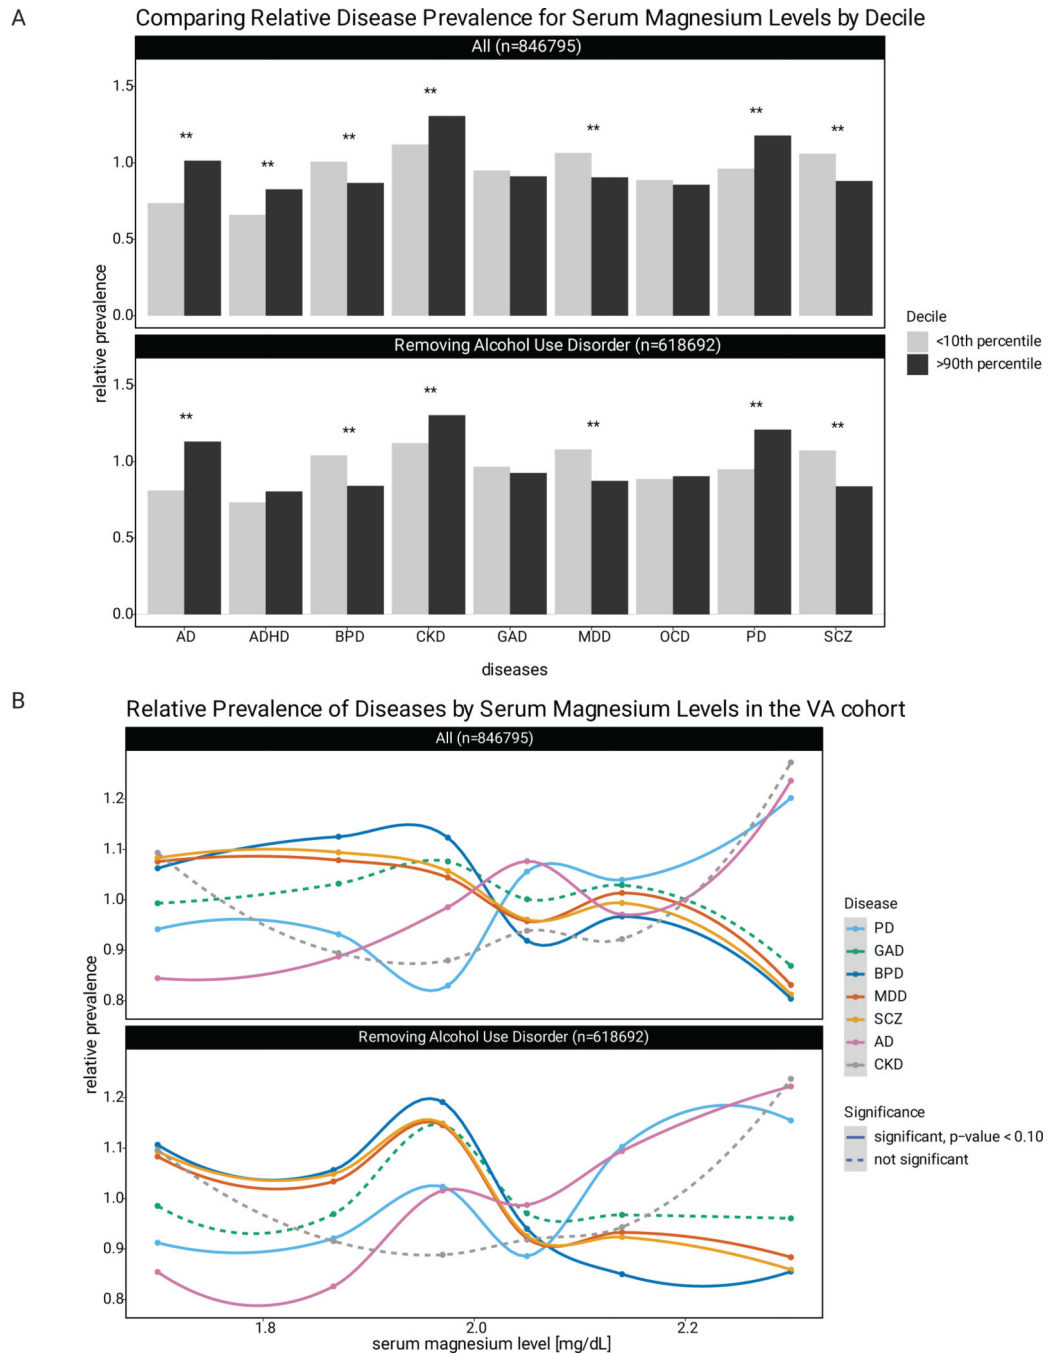 A
Comparing Relative Disease Prevalence for Serum Magnesium Levels by Decile
All (n=846795)
1.5
1.0
0.5
0.0
** ** ** ** ** ** **
relative prevalence
Removing Alcohol Use Disorder (n=618692)
1.5
1.0
0.5
0.0
** ** ** ** ** **
AD ADHD BPD CKD GAD MDD OCD PD SCZ
diseases
Decile
<10th percentile
>90th percentile
B
Relative Prevalence of Diseases by Serum Magnesium Levels in the VA cohort
All (n=846795)
1.2
1.1
1.0
0.9
0.8
relative prevalence
Removing Alcohol Use Disorder (n=618692)
1.2
1.1
1.0
0.9
0.8
1.8 2.0 2.2
serum magnesium level [mg/dL]
Disease
PD
GAD
BPD
MDD
SCZ
AD
CKD
Significance
significant, p-value < 0.10
not significant